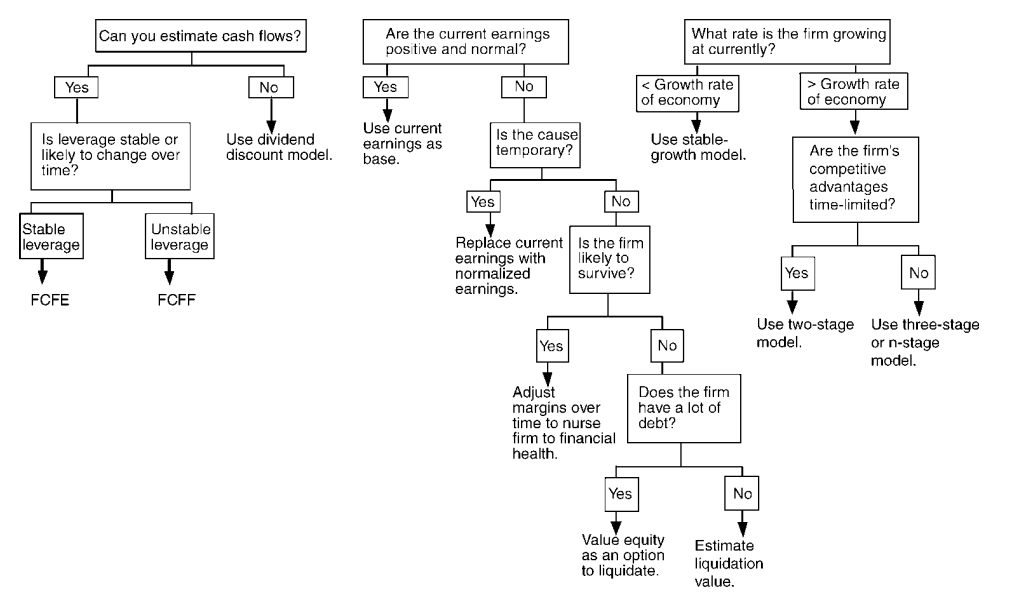 Can you estimate cash flows?
Yes
No
Is leverage stable or
likely to change over
time?
Use dividend
discount model.
Stable
leverage
Unstable
leverage
FCFE
FCFF
Are the current earnings
positive and normal?
Yes
No
Use current
earnings as
base.
Is the cause
temporary?
Yes
No
Replace current
earnings with
normalized
earnings.
Is the firm
likely to
survive?
Yes
No
Adjust
margins over
time to nurse
firm to financial
health.
Does the firm
have a lot of
debt?
Yes
No
Value equity
as an option
to liquidate.
Estimate
liquidation
value.
What rate is the firm growing
at currently?
< Growth rate
of economy
> Growth rate
of economy
Use stable-
growth model.
Are the firm's
competitive
advantages
time-limited?
Yes
No
Use two-stage
model.
Use three-stage
or n-stage
model.